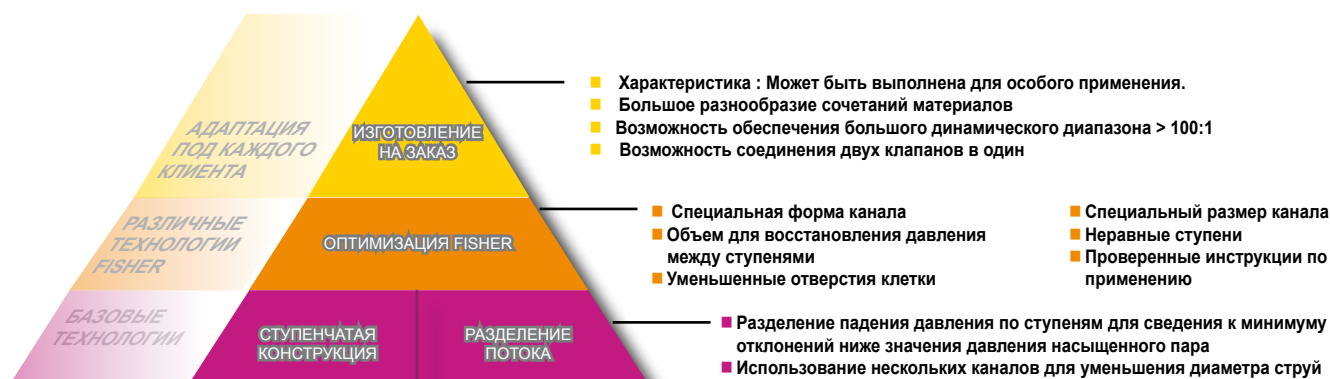 АДАПТАЦИЯ
ПОД КАЖДОГО
КЛИЕНТА
ИЗГОТОВЛЕНИЕ
НА ЗАКАЗ
Характеристика : Может быть выполнена для особого применения.
Большое разнообразие сочетаний материалов
Возможность обеспечения большого динамического диапазона > 100:1
Возможность соединения двух клапанов в один
РАЗЛИЧНЫЕ
ТЕХНОЛОГИИ
FISHER
ОПТИМИЗАЦИЯ FISHER
Специальная форма канала
Объем для восстановления давления
между ступенями
Уменьшенные отверстия клетки
Специальный размер канала
Неравные ступени
Проверенные инструкции по
применению
БАЗОВЫЕ
ТЕХНОЛОГИИ
СТУПЕНЧАТАЯ
КОНСТРУКЦИЯ
РАЗДЕЛЕНИЕ
ПОТОКА
Разделение падения давления по ступеням для сведения к минимуму
отклонений ниже значения давления насыщенного пара
Использование нескольких каналов для уменьшения диаметра струй